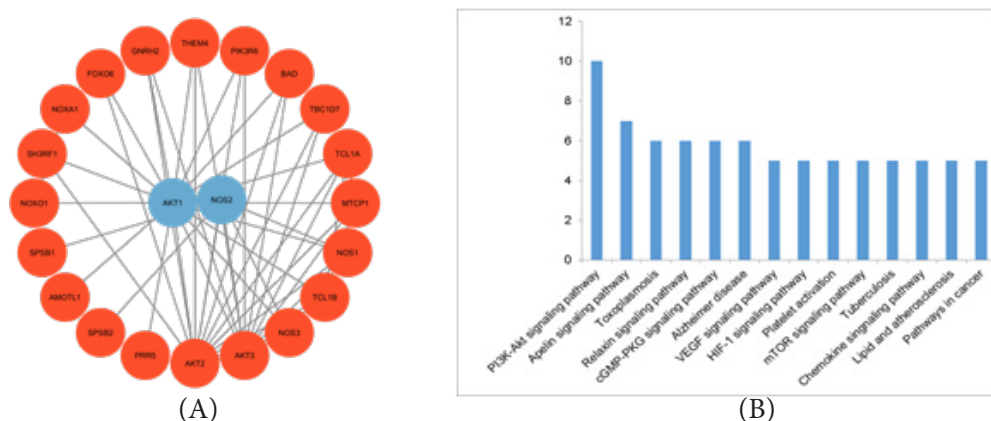 THEM4
GNRH2
PIK3R6
FOXO6
BAD
NOXA1
TBC1D7
SH3RF1
TCL1A
NOXO1
AKT1
NOS2
MTCP1
SPSB1
NOS1
AMOTL1
TCL1B
SPSB2
NOS3
PRR5
AKT2
AKT3
(A)
12
10
8
6
4
2
0
PI3K-Akt signaling pathway
Apelin signaling pathway
Toxoplasmosis
Relaxin signaling pathway
cGMP-PKG signaling pathway
Alzheimer disease
VEGF signaling pathway
HIF-1 signaling pathway
Platelet activation
mTOR signaling pathway
Tuberculosis
Chemokine singnaling pathway
Lipid and atherosclerosis
Pathways in cancer
(B)